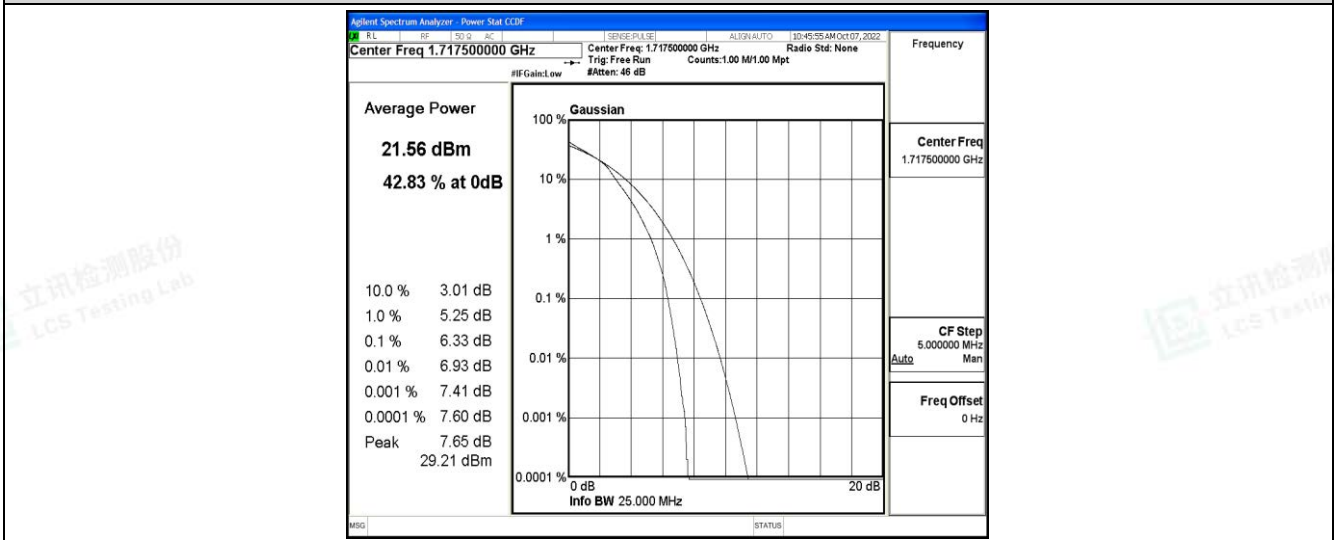 Agilent Spectrum Analyzer - Power Stat CCDF
RL RF 50 Ω AC SENSE:PULSE ALIGN AUTO 10:45:55 AM Oct 07, 2022
Center Freq 1.717500000 GHz
Center Freq: 1.717500000 GHz Radio Std: None
Trig: Free Run Counts:1.00 M/1.00 Mpt
#IFGain:Low #Atten: 46 dB
Frequency
Average Power
21.56 dBm
42.83 % at 0dB
10.0 % 3.01 dB
1.0 % 5.25 dB
0.1 % 6.33 dB
0.01 % 6.93 dB
0.001 % 7.41 dB
0.0001 % 7.60 dB
Peak 7.65 dB
29.21 dBm
Gaussian
100 %
10 %
1 %
0.1 %
0.01 %
0.001 %
0.0001 %
0 dB 20 dB
Info BW 25.000 MHz
Center Freq
1.717500000 GHz
CF Step
5.000000 MHz
Auto Man
Freq Offset
0 Hz
MSG STATUS
立讯检测股份
LCS Testing Lab
立讯检测
LCS Testin